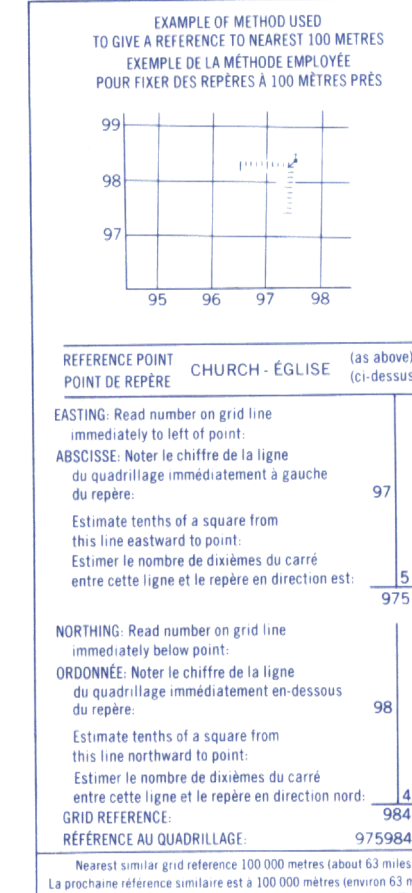 EXAMPLE OF METHOD USED
TO GIVE A REFERENCE TO NEAREST 100 METRES
EXEMPLE DE LA MÉTHODE EMPLOYÉE
POUR FIXER DES REPÈRES À 100 MÈTRES PRÈS
99
98
97
95 96 97 98
REFERENCE POINT
POINT DE REPÈRE
CHURCH - ÉGLISE
(as above)
(ci-dessus
EASTING: Read number on grid line
immediately to left of point:
ABSCISSE: Noter le chiffre de la ligne
du quadrillage immédiatement à gauche
du repère: 97
Estimate tenths of a square from
this line eastward to point:
Estimer le nombre de dixièmes du carré
entre cette ligne et le repère en direction est: 5
975
NORTHING: Read number on grid line
immediately below point:
ORDONNÉE: Noter le chiffre de la ligne
du quadrillage immédiatement en-dessous
du repère: 98
Estimate tenths of a square from
this line northward to point:
Estimer le nombre de dixièmes du carré
entre cette ligne et le repère en direction nord: 4
GRID REFERENCE: 984
RÉFÉRENCE AU QUADRILLAGE: 975984
Nearest similar grid reference 100 000 metres (about 63 miles
La prochaine référence similaire est à 100 000 mètres (environ 63 m